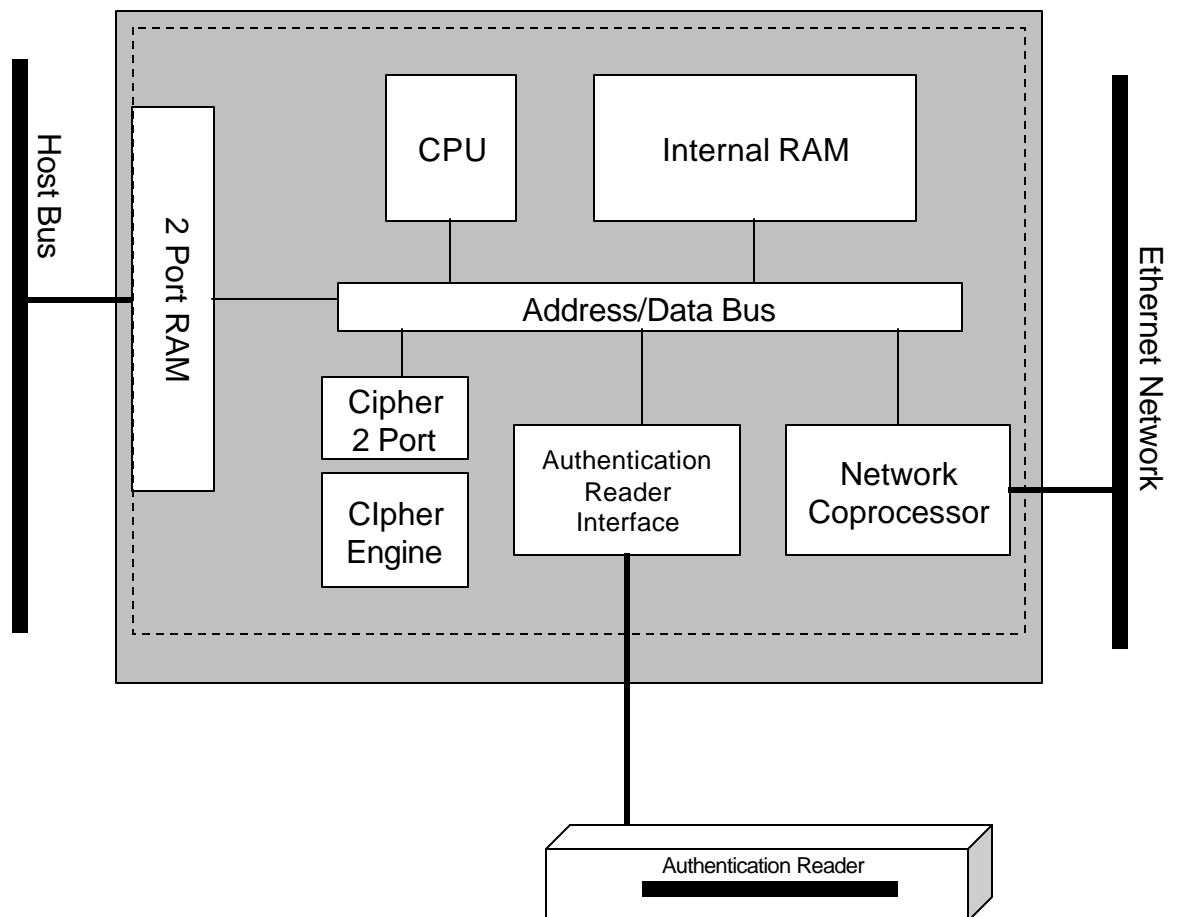 Host Bus
2 Port RAM
CPU
Internal RAM
Address/Data Bus
Cipher
2 Port
CIpher
Engine
Authentication
Reader
Interface
Network
Coprocessor
Ethernet Network
Authentication Reader